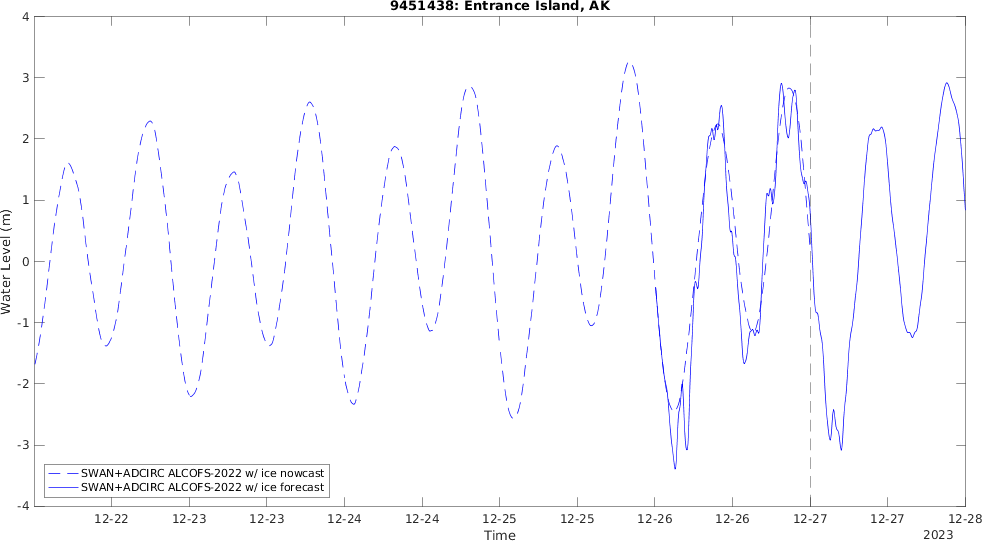 9451438: Entrance Island, AK
4
3
2
1
0
-1
-2
-3
-4
Water Level (m)
SWAN+ADCIRC ALCOFS-2022 w/ ice nowcast
SWAN+ADCIRC ALCOFS-2022 w/ ice forecast
12-22 12-23 12-23 12-24 12-24 12-25 12-25 12-26 12-26 12-27 12-27 12-28
Time
2023